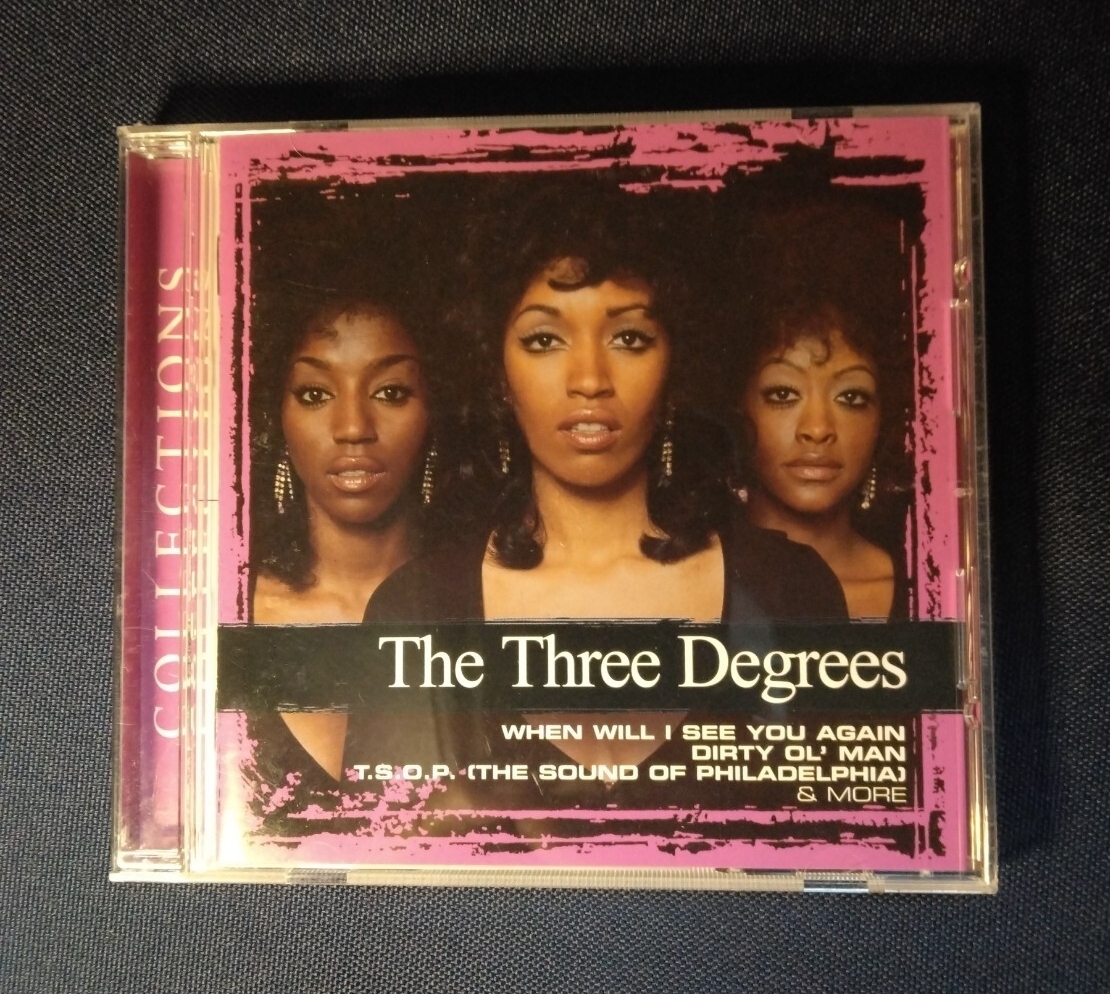 COLLECTIONS
The Three Degrees
WHEN WILL I SEE YOU AGAIN
DIRTY OL' MAN
T.S.O.P. (THE SOUND OF PHILADELPHIA)
& MORE